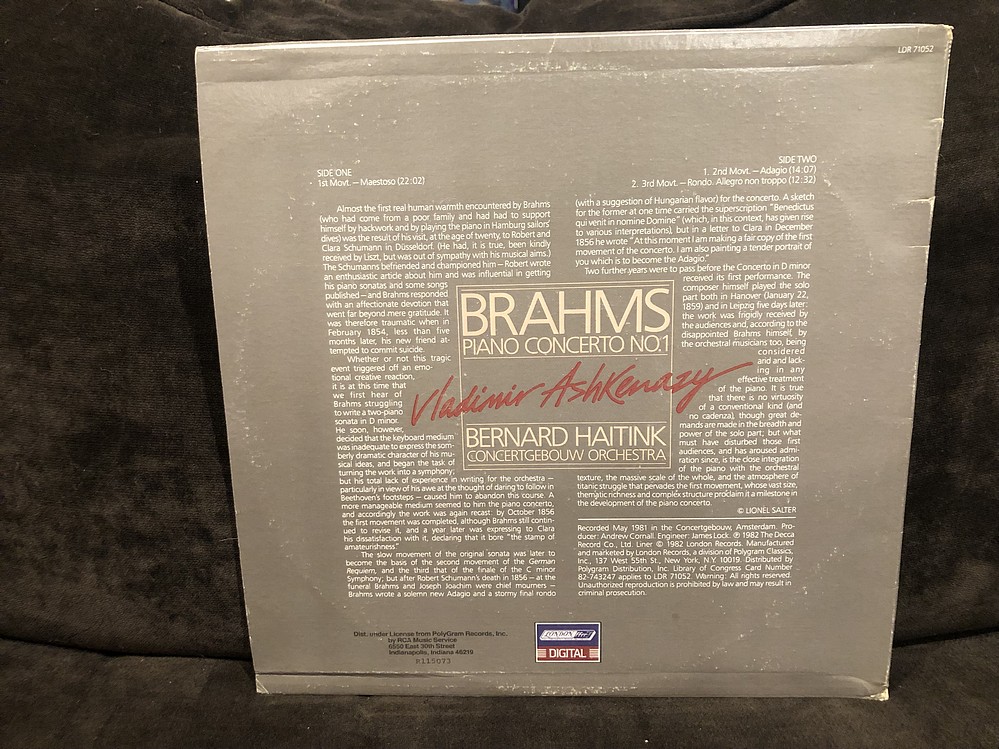 LDR 71052
SIDE ONE
1st Movt. – Maestoso (22:02)
SIDE TWO
1. 2nd Movt. – Adagio (14:07)
2. 3rd Movt. – Rondo. Allegro non troppo (12:32)
Almost the first real human warmth encountered by Brahms
(who had come from a poor family and had had to support
himself by hackwork and by playing the piano in Hamburg sailors'
dives) was the result of his visit, at the age of twenty, to Robert and
Clara Schumann in Düsseldorf. (He had, it is true, been kindly
received by Liszt, but was out of sympathy with his musical aims.)
The Schumanns befriended and championed him – Robert wrote
an enthusiastic article about him and was influential in getting
his piano sonatas and some songs
published – and Brahms responded
with an affectionate devotion that
went far beyond mere gratitude. It
was therefore traumatic when in
February 1854, less than five
months later, his new friend at-
tempted to commit suicide.
Whether or not this tragic
event triggered off an emo-
tional creative reaction,
it is at this time that
we first hear of
Brahms struggling
to write a two-piano
sonata in D minor.
He soon, however,
decided that the keyboard medium
was inadequate to express the som-
berly dramatic character of his mu-
sical ideas, and began the task of
turning the work into a symphony;
but his total lack of experience in writing for the orchestra –
particularly in view of his awe at the thought of daring to follow in
Beethoven's footsteps – caused him to abandon this course. A
more manageable medium seemed to him the piano concerto,
and accordingly the work was again recast: by October 1856
the first movement was completed, although Brahms still contin-
ued to revise it, and a year later was expressing to Clara
his dissatisfaction with it, declaring that it bore "the stamp of
amateurishness"
The slow movement of the original sonata was later to
become the basis of the second movement of the German
Requiem, and the third that of the finale of the C minor
Symphony; but after Robert Schumann's death in 1856 – at the
funeral Brahms and Joseph Joachim were chief mourners –
Brahms wrote a solemn new Adagio and a stormy final rondo
(with a suggestion of Hungarian flavor) for the concerto. A sketch
for the former at one time carried the superscription "Benedictus
qui venit in nomine Domine" (which, in this context, has given rise
to various interpretations), but in a letter to Clara in December
1856 he wrote "At this moment I am making a fair copy of the first
movement of the concerto. I am also painting a tender portrait of
you which is to become the Adagio."
Two further years were to pass before the Concerto in D minor
received its first performance. The
composer himself played the solo
part both in Hanover (January 22,
1859) and in Leipzig five days later:
the work was frigidly received by
the audiences and, according to the
disappointed Brahms himself by
the orchestral musicians too, being
considered
and and lack-
ing in any
effective treatment
of the piano. It is true
that there is no virtuosity
of a conventional kind (and
no cadenza), though great de-
mands are made in the breadth and
power of the solo part; but what
must have disturbed those first
audiences, and has aroused admi-
ration since, is the close integration
of the piano with the orchestral
texture, the massive scale of the whole, and the atmosphere of
titanic struggle that pervades the first movement, whose vast size,
thematic richness and complex structure proclaim it a milestone in
the development of the piano concerto.
© LIONEL SALTER
BRAHMS
PIANO CONCERTO NO.1
Vladimir Ashkenazy
BERNARD HAITINK
CONCERTGEBOUW ORCHESTRA
Recorded May 1981 in the Concertgebouw, Amsterdam. Pro-
ducer: Andrew Cornall. Engineer: James Lock. ℗ 1982 The Decca
Record Co., Ltd. Liner © 1982 London Records. Manufactured
and marketed by London Records, a division of Polygram Classics,
Inc., 137 West 55th St., New York, N.Y. 10019. Distributed by
Polygram Distribution, Inc. Library of Congress Card Number
82-743247 applies to LDR 71052. Warning: All rights reserved.
Unauthorized reproduction is prohibited by law and may result in
criminal prosecution.
Dist. under License from PolyGram Records, Inc.
by RCA Music Service
6550 East 30th Street
Indianapolis, Indiana 46219
R115073
LONDON ffrr
DIGITAL